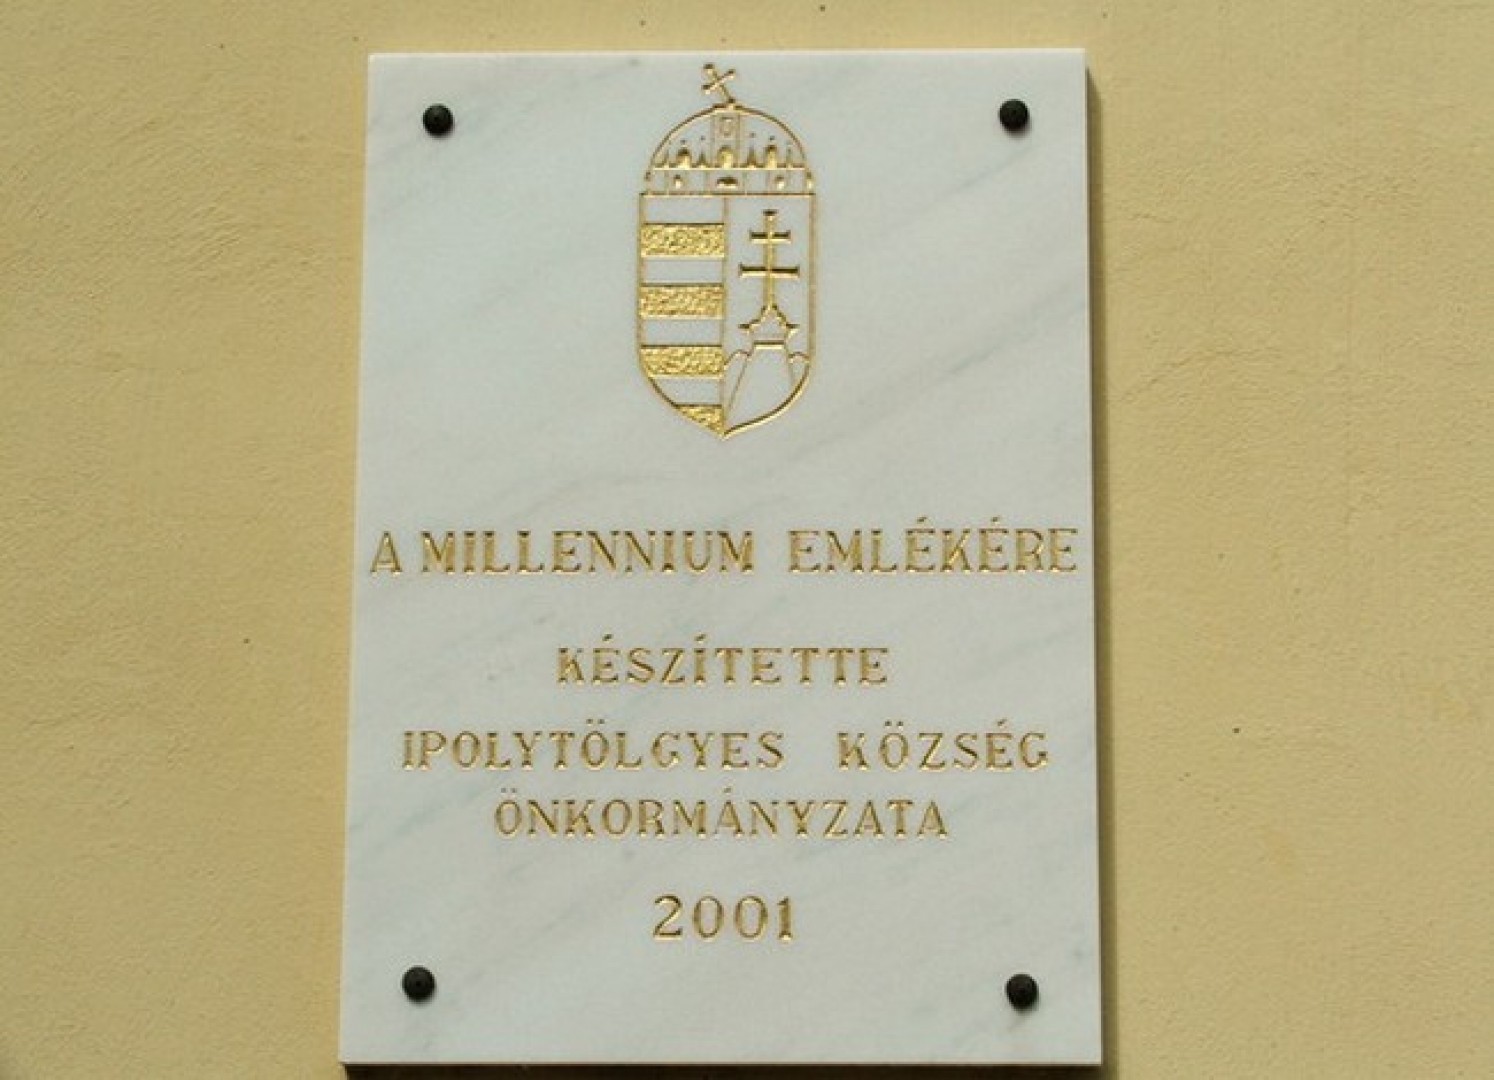 A MILLENNIUM EMLÉKÉRE
KÉSZÍTETTE
IPOLYTÖLGYES KÖZSÉG
ÖNKORMÁNYZATA
2001